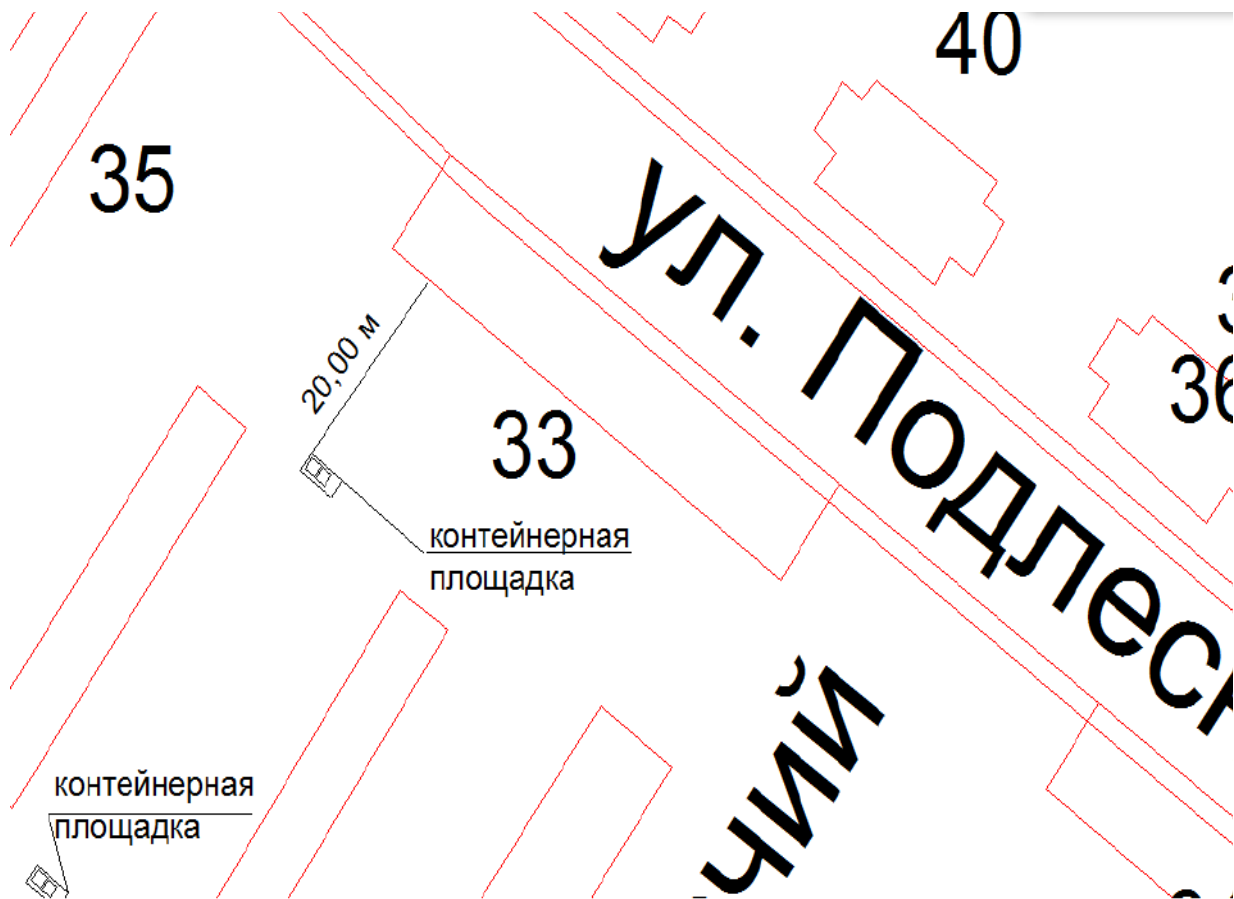 40
35
ул. Подлес
20,00 м
36
33
контейнерная
площадка
чий
контейнерная
площадка